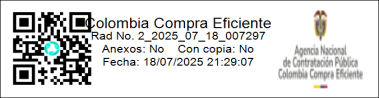 Colombia Compra Eficiente
Rad No. 2_2025_07_18_007297
Anexos: No Con copia: No
Fecha: 18/07/2025 21:29:07
Agencia Nacional
de Contratación Pública
Colombia Compra Eficiente